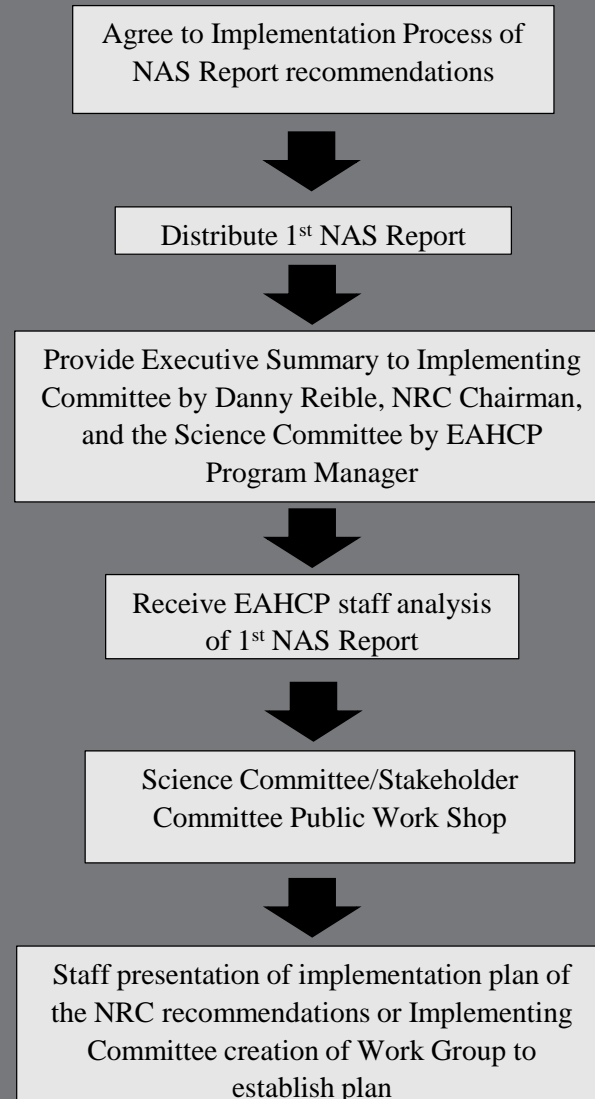 Agree to Implementation Process of
NAS Report recommendations
Distribute 1st NAS Report
Provide Executive Summary to Implementing
Committee by Danny Reible, NRC Chairman,
and the Science Committee by EAHCP
Program Manager
Receive EAHCP staff analysis
of 1st NAS Report
Science Committee/Stakeholder
Committee Public Work Shop
Staff presentation of implementation plan of
the NRC recommendations or Implementing
Committee creation of Work Group to
establish plan